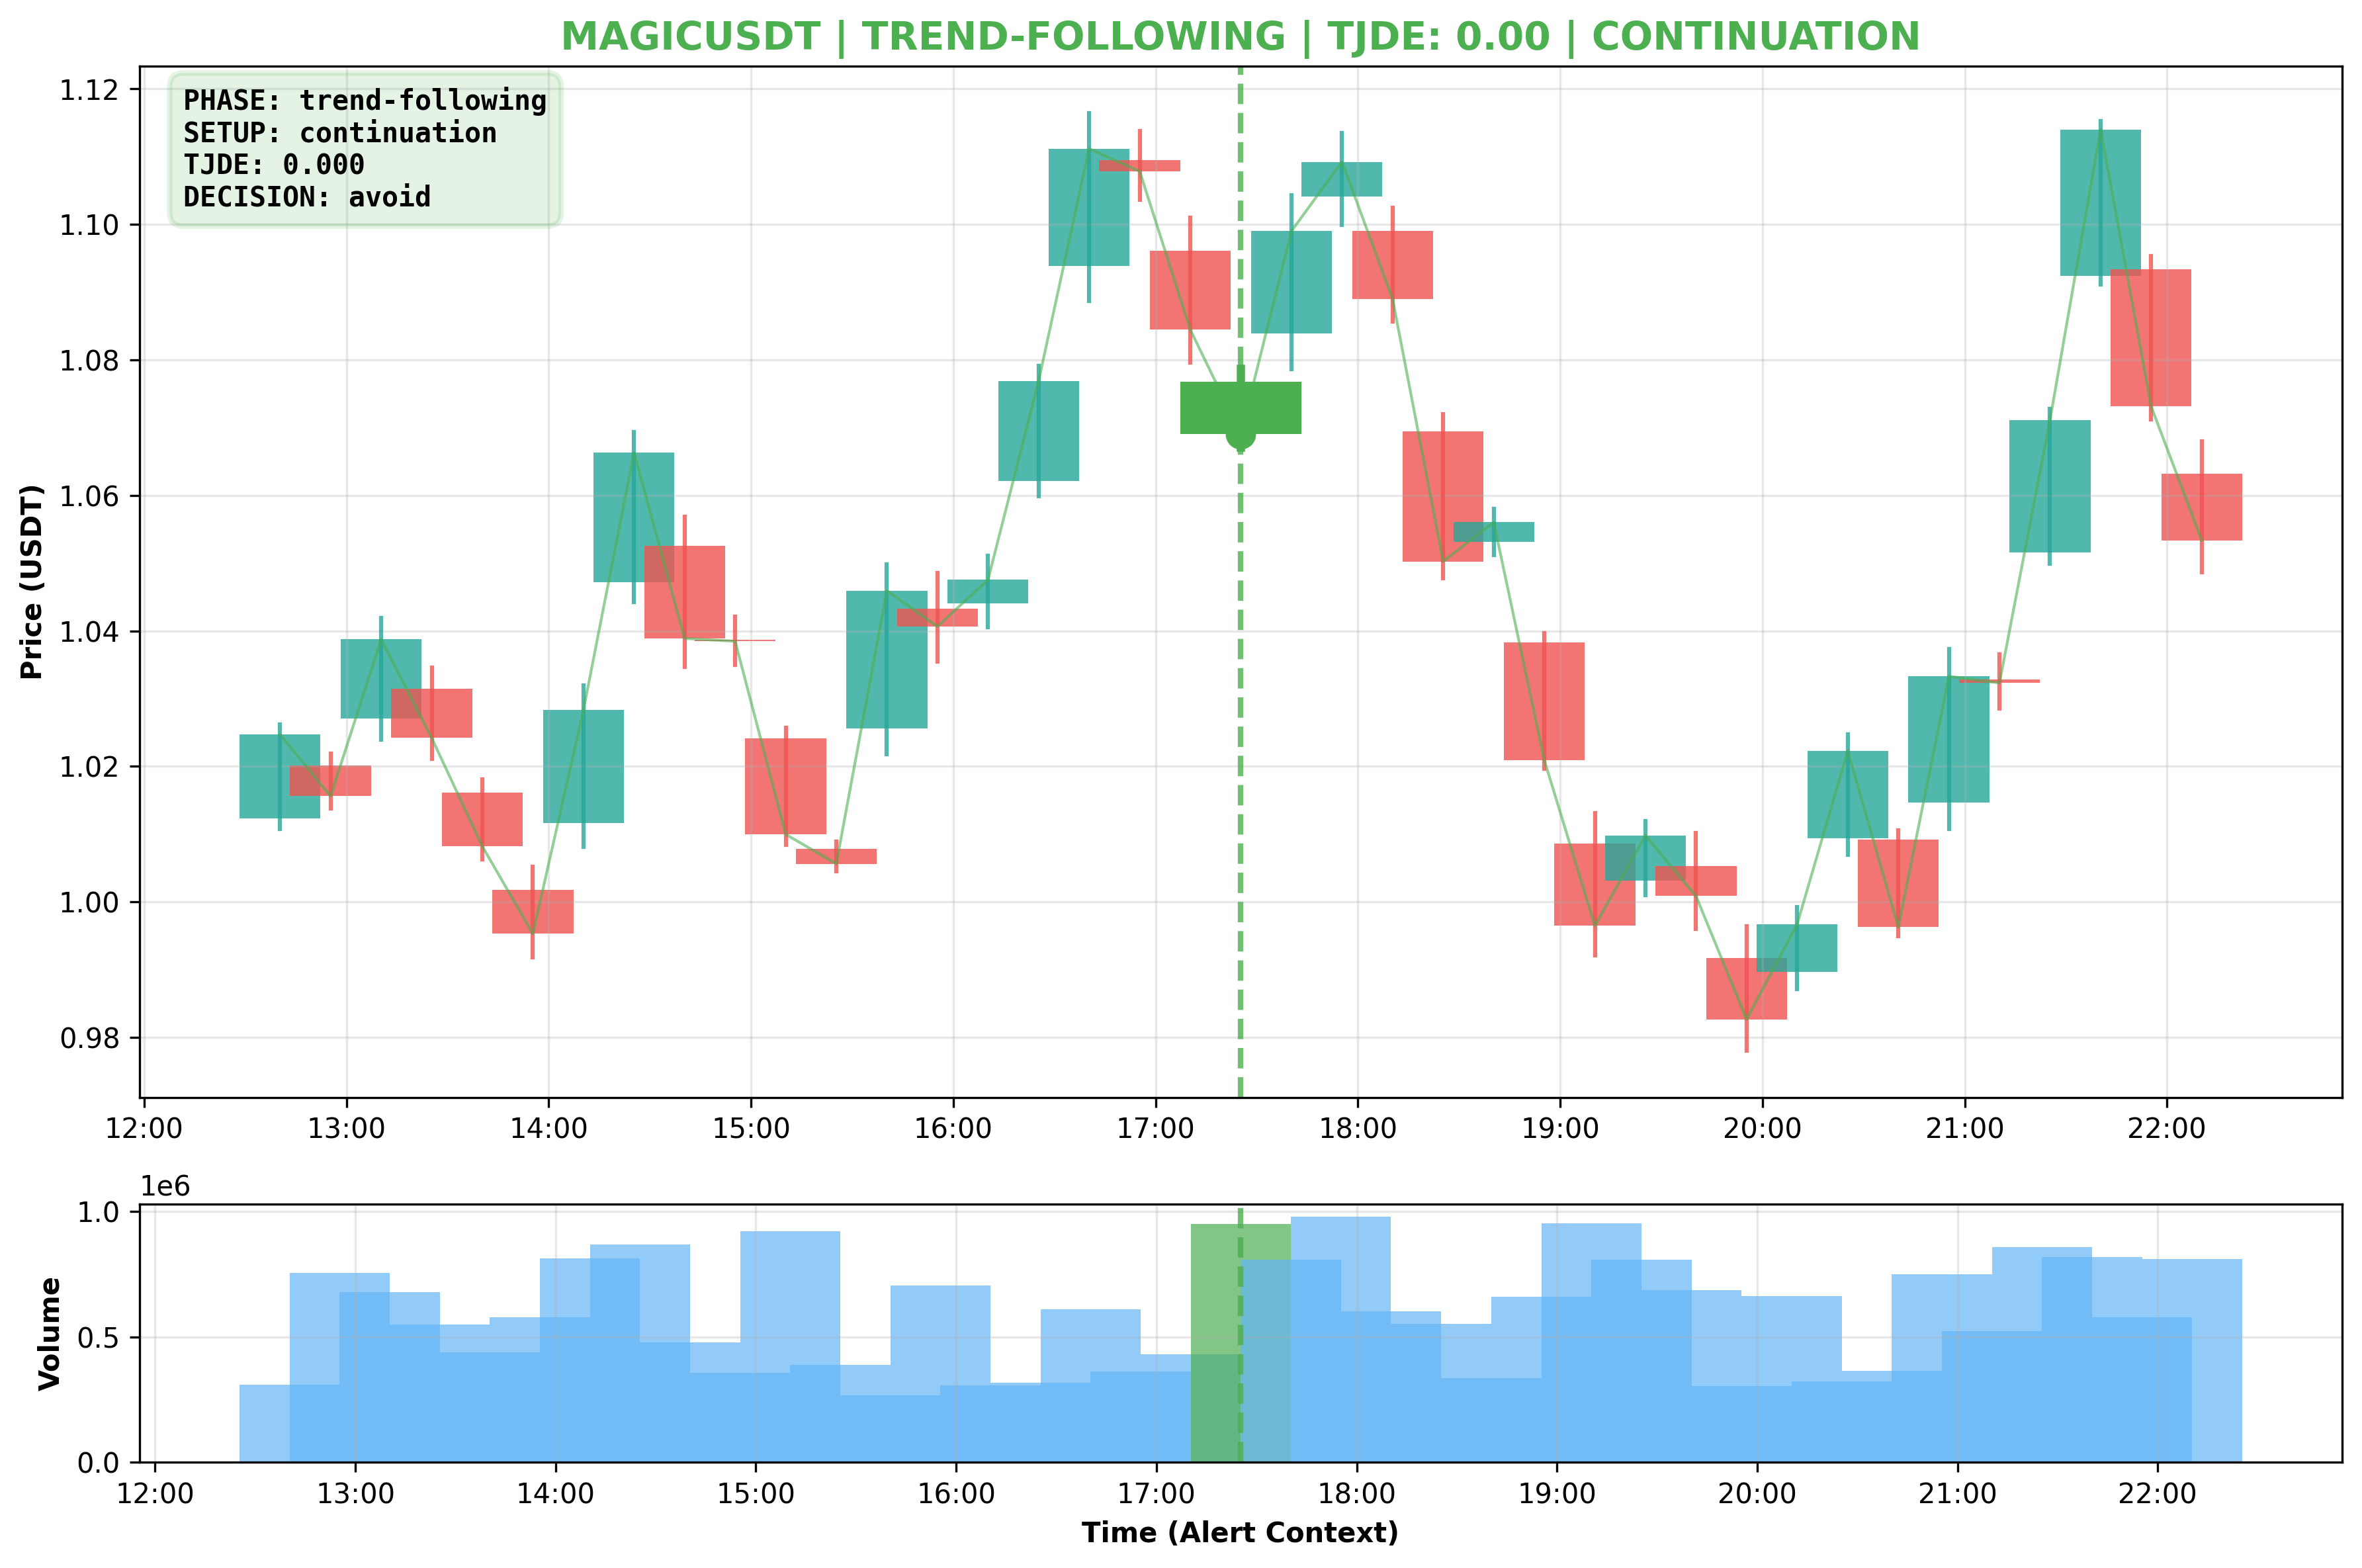 MAGICUSDT | TREND-FOLLOWING | TJDE: 0.00 | CONTINUATION
PHASE: trend-following
SETUP: continuation
TJDE: 0.000
DECISION: avoid
Price (USDT)
1.12
1.10
1.08
1.06
1.04
1.02
1.00
0.98
12:00 13:00 14:00 15:00 16:00 17:00 18:00 19:00 20:00 21:00 22:00
1e6
Volume
1.0
0.5
0.0
12:00 13:00 14:00 15:00 16:00 17:00 18:00 19:00 20:00 21:00 22:00
Time (Alert Context)